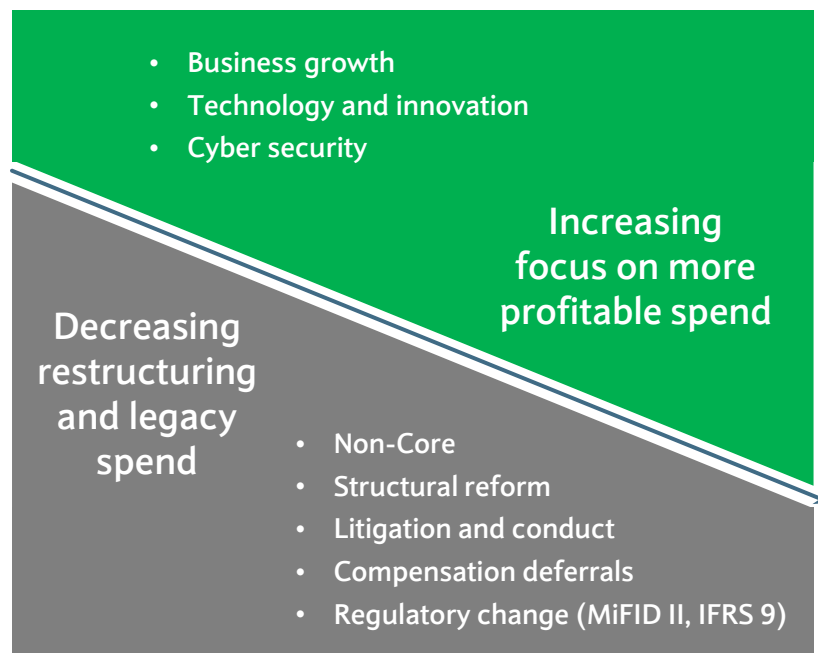 • Business growth
• Technology and innovation
• Cyber security
Increasing
focus on more
profitable spend
Decreasing
restructuring
and legacy
spend
• Non-Core
• Structural reform
• Litigation and conduct
• Compensation deferrals
• Regulatory change (MiFID II, IFRS 9)